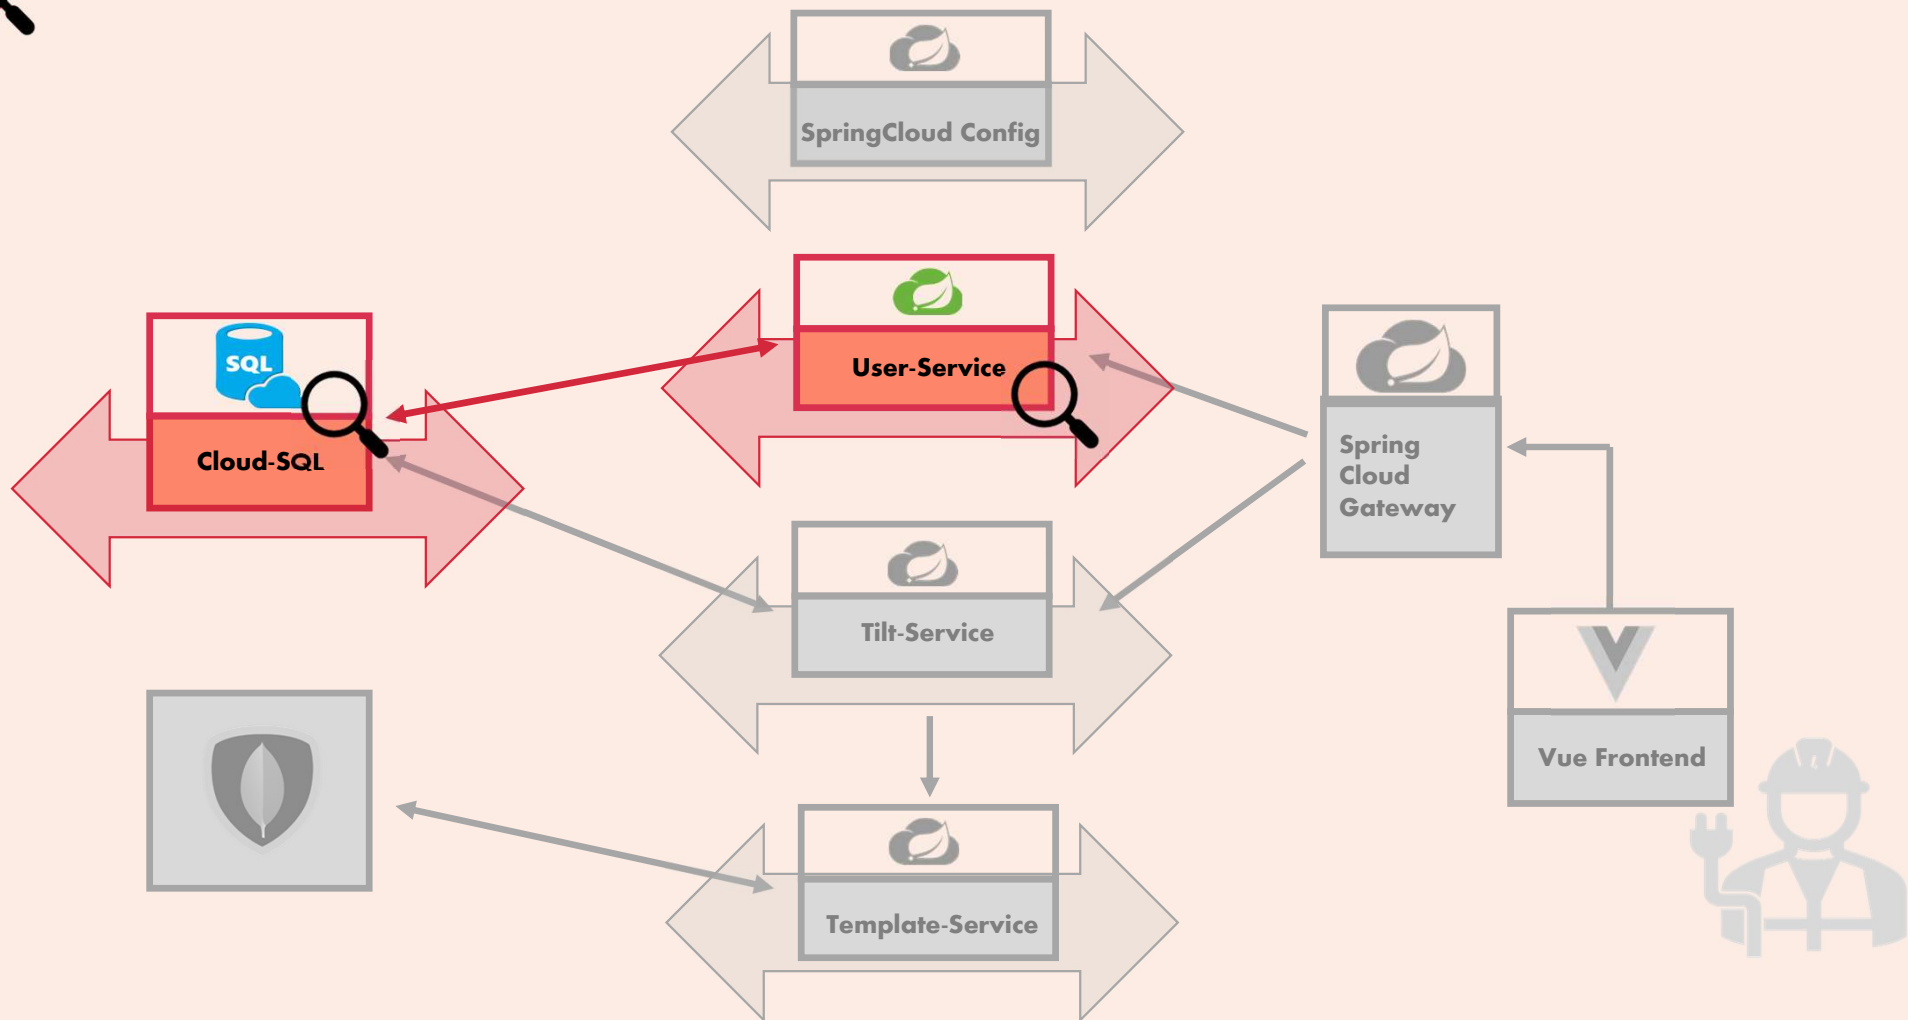 SpringCloud Config
User-Service
SQL
Cloud-SQL
Spring
Cloud
Gateway
Tilt-Service
Vue Frontend
Template-Service